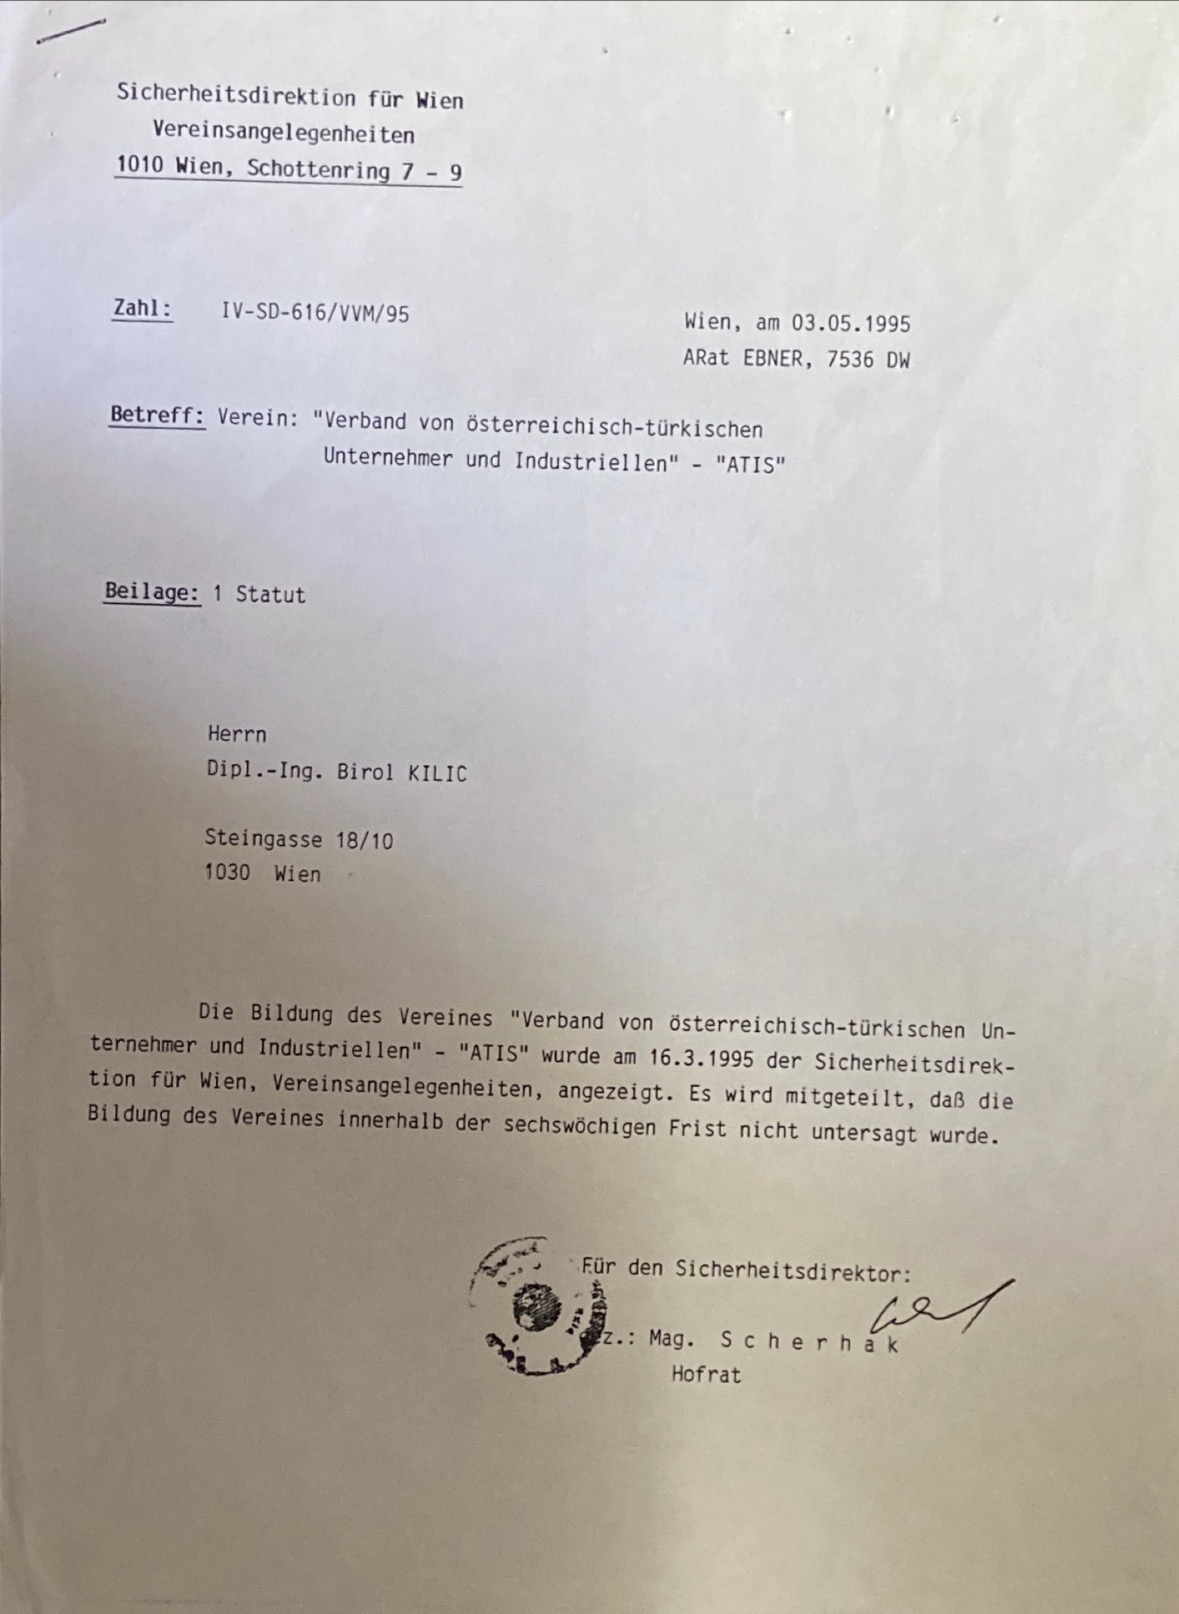 Sicherheitsdirektion für Wien
Vereinsangelegenheiten
1010 Wien, Schottenring 7 - 9
Zahl: IV-SD-616/VVM/95
Wien, am 03.05.1995
ARat EBNER, 7536 DW
Betreff: Verein: "Verband von österreichisch-türkischen
Unternehmer und Industriellen" - "ATIS"
Beilage: 1 Statut
Herrn
Dipl.-Ing. Birol KILIC
Steingasse 18/10
1030 Wien
Die Bildung des Vereines "Verband von österreichisch-türkischen Un-
ternehmer und Industriellen" - "ATIS" wurde am 16.3.1995 der Sicherheitsdirek-
tion für Wien, Vereinsangelegenheiten, angezeigt. Es wird mitgeteilt, daß die
Bildung des Vereines innerhalb der sechswöchigen Frist nicht untersagt wurde.
Für den Sicherheitsdirektor:
z.: Mag. S c h e r h a k
Hofrat